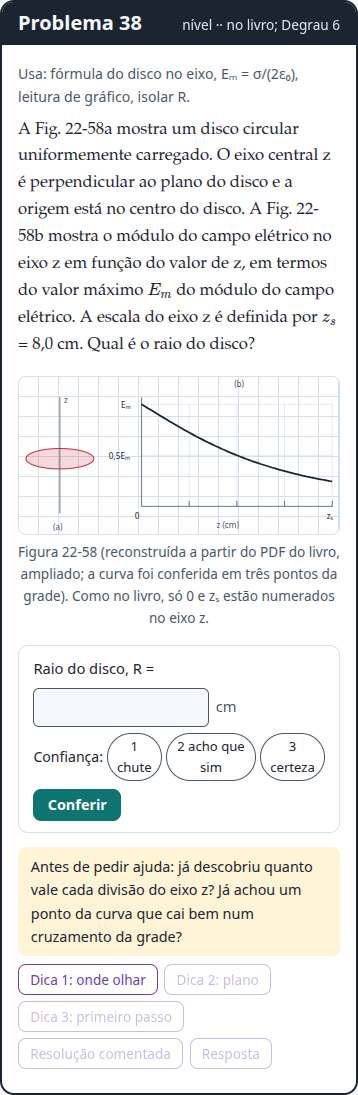 Problema 38
nível ·· no livro; Degrau 6
Usa: fórmula do disco no eixo, Eₘ = σ/(2ε₀),
leitura de gráfico, isolar R.
A Fig. 22-58a mostra um disco circular
uniformemente carregado. O eixo central z
é perpendicular ao plano do disco e a
origem está no centro do disco. A Fig. 22-
58b mostra o módulo do campo elétrico no
eixo z em função do valor de z, em termos
do valor máximo Eₘ do módulo do campo
elétrico. A escala do eixo z é definida por zₛ
= 8,0 cm. Qual é o raio do disco?
(b)
z
Eₘ
0,5Eₘ
0
zₛ
(a)
z (cm)
Figura 22-58 (reconstruída a partir do PDF do livro,
ampliado; a curva foi conferida em três pontos da
grade). Como no livro, só 0 e zₛ estão numerados
no eixo z.
Raio do disco, R =
cm
Confiança:
1
chute
2 acho que
sim
3
certeza
Conferir
Antes de pedir ajuda: já descobriu quanto
vale cada divisão do eixo z? Já achou um
ponto da curva que cai bem num
cruzamento da grade?
Dica 1: onde olhar
Dica 2: plano
Dica 3: primeiro passo
Resolução comentada
Resposta